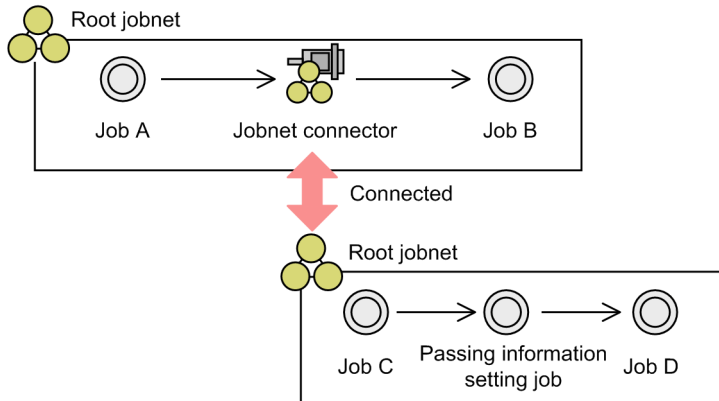 Root jobnet
Job A
Jobnet connector
Job B
Connected
Root jobnet
Job C
Passing information
setting job
Job D